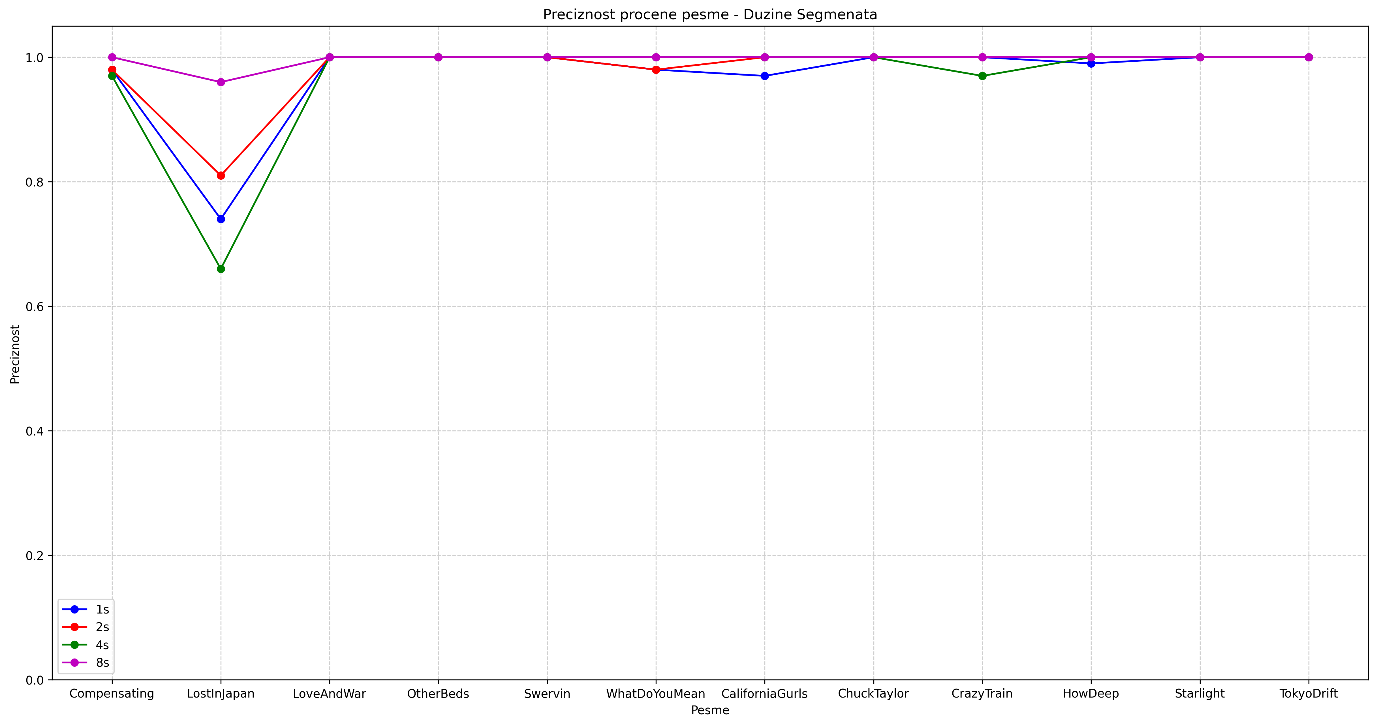 Preciznost procene pesme - Duzine Segmenata
Preciznost
1.0
0.8
0.6
0.4
0.2
0.0
1s
2s
4s
8s
Compensating LostInJapan LoveAndWar OtherBeds Swervin WhatDoYouMean CaliforniaGurls ChuckTaylor CrazyTrain HowDeep Starlight TokyoDrift
Pesme